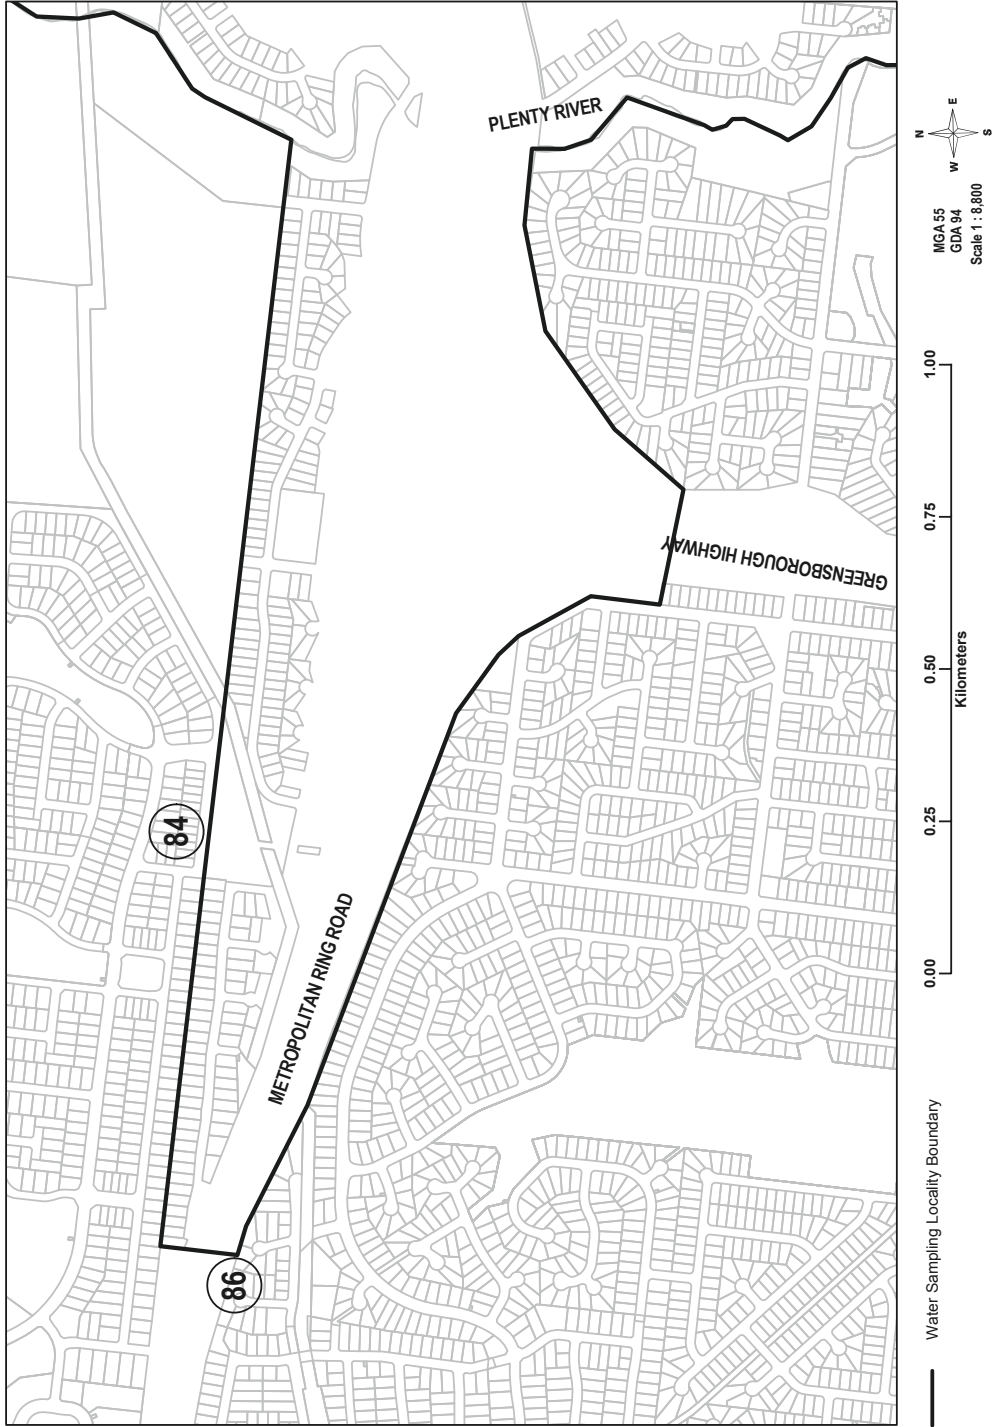 PLENTY RIVER
84
GREENSBOROUGH HIGHWAY
METROPOLITAN RING ROAD
86
N
E
W
S
MGA 55
GDA 94
Scale 1 : 8,800
0.00 0.25 0.50 0.75 1.00
Kilometers
Water Sampling Locality Boundary